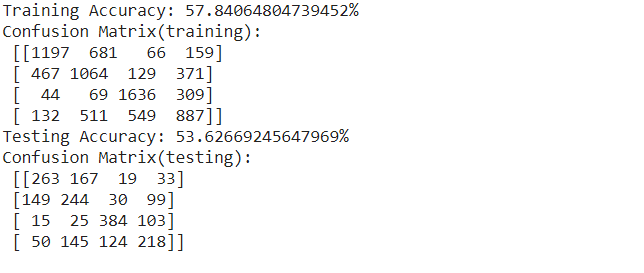 Training Accuracy: 57.84064804739452%
Confusion Matrix(training):
[[1197 681 66 159]
[ 467 1064 129 371]
[ 44 69 1636 309]
[ 132 511 549 887]]
Testing Accuracy: 53.62669245647969%
Confusion Matrix(testing):
[[263 167 19 33]
[149 244 30 99]
[ 15 25 384 103]
[ 50 145 124 218]]